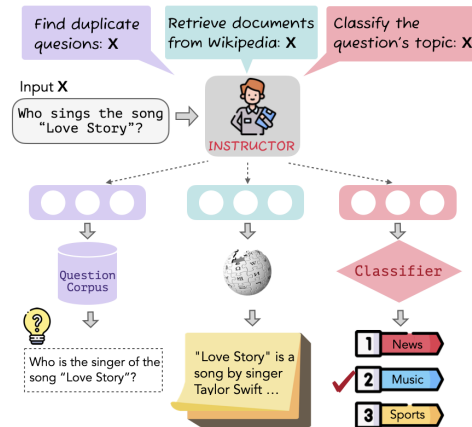 Find duplicate
quesions: X
Retrieve documents
from Wikipedia: X
Classify the
question's topic: X
Input X
Who sings the song
“Love Story”?
INSTRUCTOR
Question
Corpus
Classifier
?
Who is the singer of the
song “Love Story”?
"Love Story" is a
song by singer
Taylor Swift ...
1 News
2 Music
3 Sports